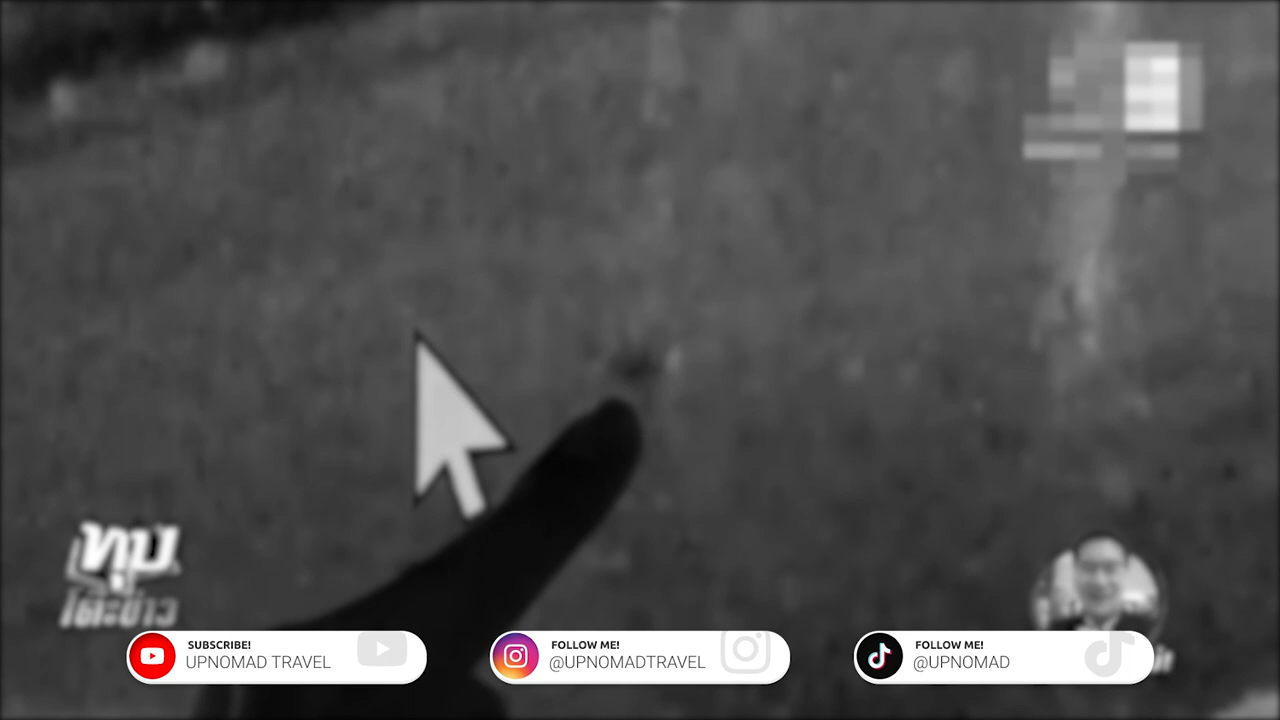 ทุบ
โต๊ะข่าว
SUBSCRIBE!
UPNOMAD TRAVEL
FOLLOW ME!
@UPNOMADTRAVEL
FOLLOW ME!
@UPNOMAD